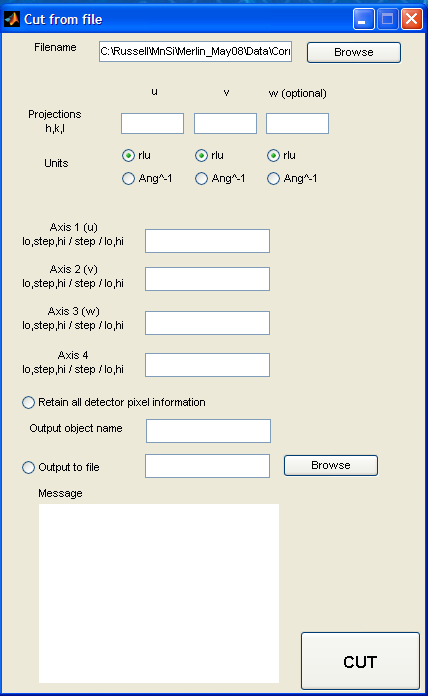 Cut from file
Filename C:\Russell\MnSi\Merlin_May08\Data\Corr Browse
u v w (optional)
Projections
h,k,l
Units rlu rlu rlu
Ang^-1 Ang^-1 Ang^-1
Axis 1 (u)
lo,step,hi / step / lo,hi
Axis 2 (v)
lo,step,hi / step / lo,hi
Axis 3 (w)
lo,step,hi / step / lo,hi
Axis 4
lo,step,hi / step / lo,hi
Retain all detector pixel information
Output object name
Output to file Browse
Message
CUT